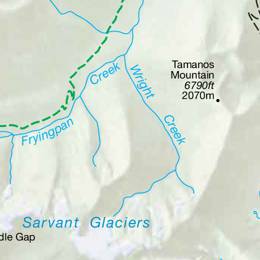 Tamanos
Mountain
6790ft
2070m
Fryingpan Creek
Wright Creek
Sarvant Glaciers
dle Gap